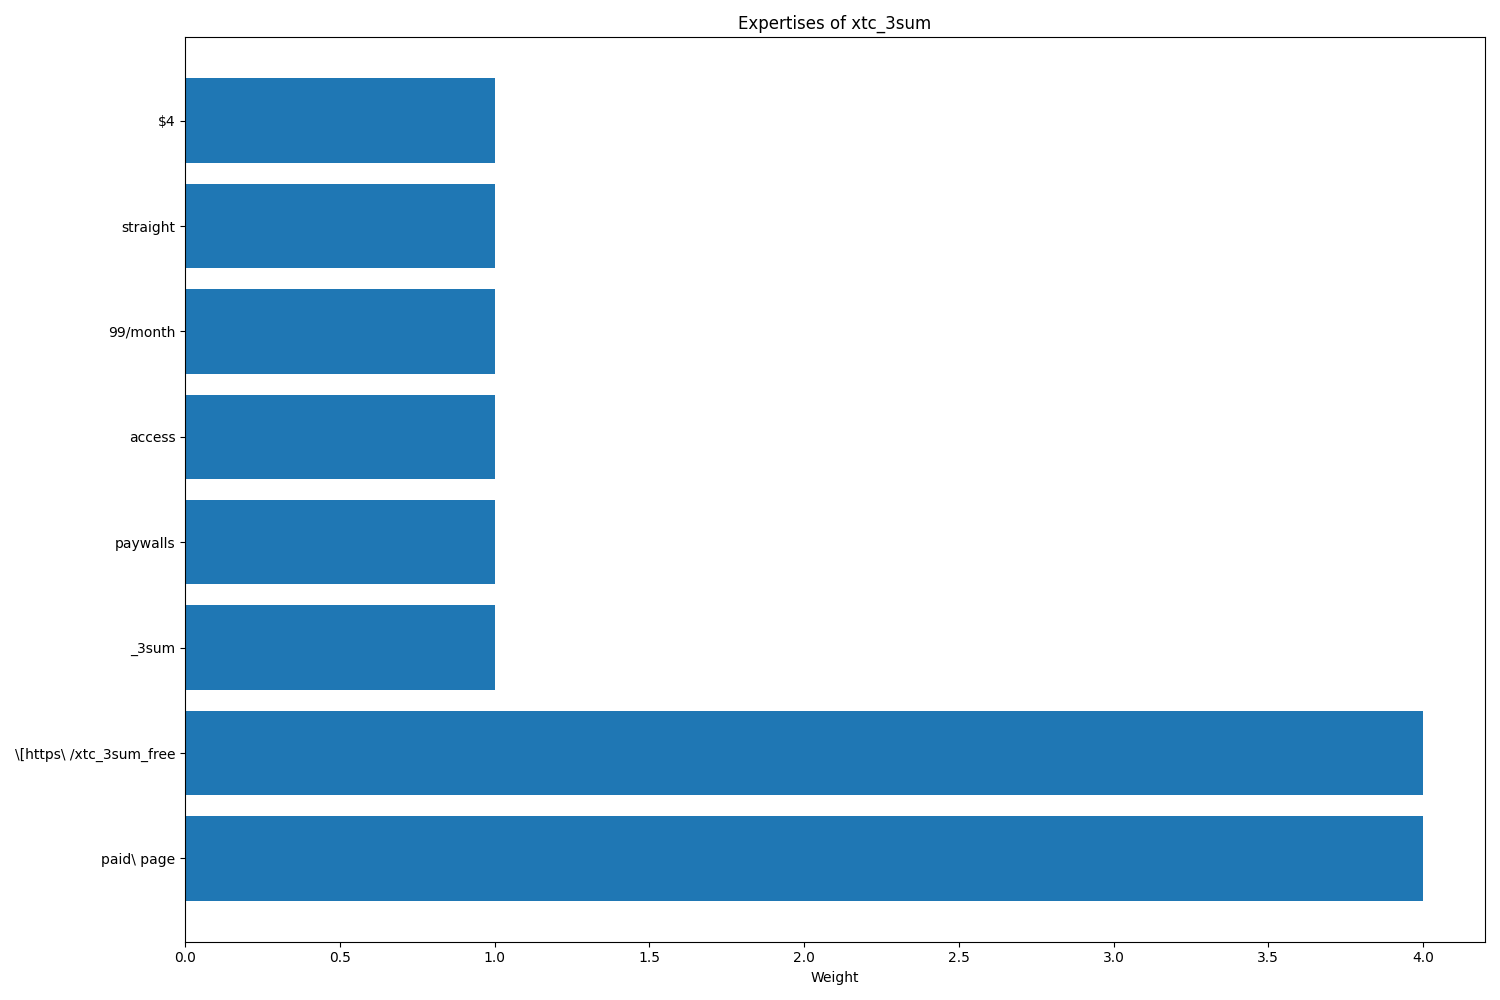 Expertises of xtc_3sum
$4
straight
99/month
access
paywalls
_3sum
\[https\ /xtc_3sum_free
paid\ page
0.0 0.5 1.0 1.5 2.0 2.5 3.0 3.5 4.0
Weight